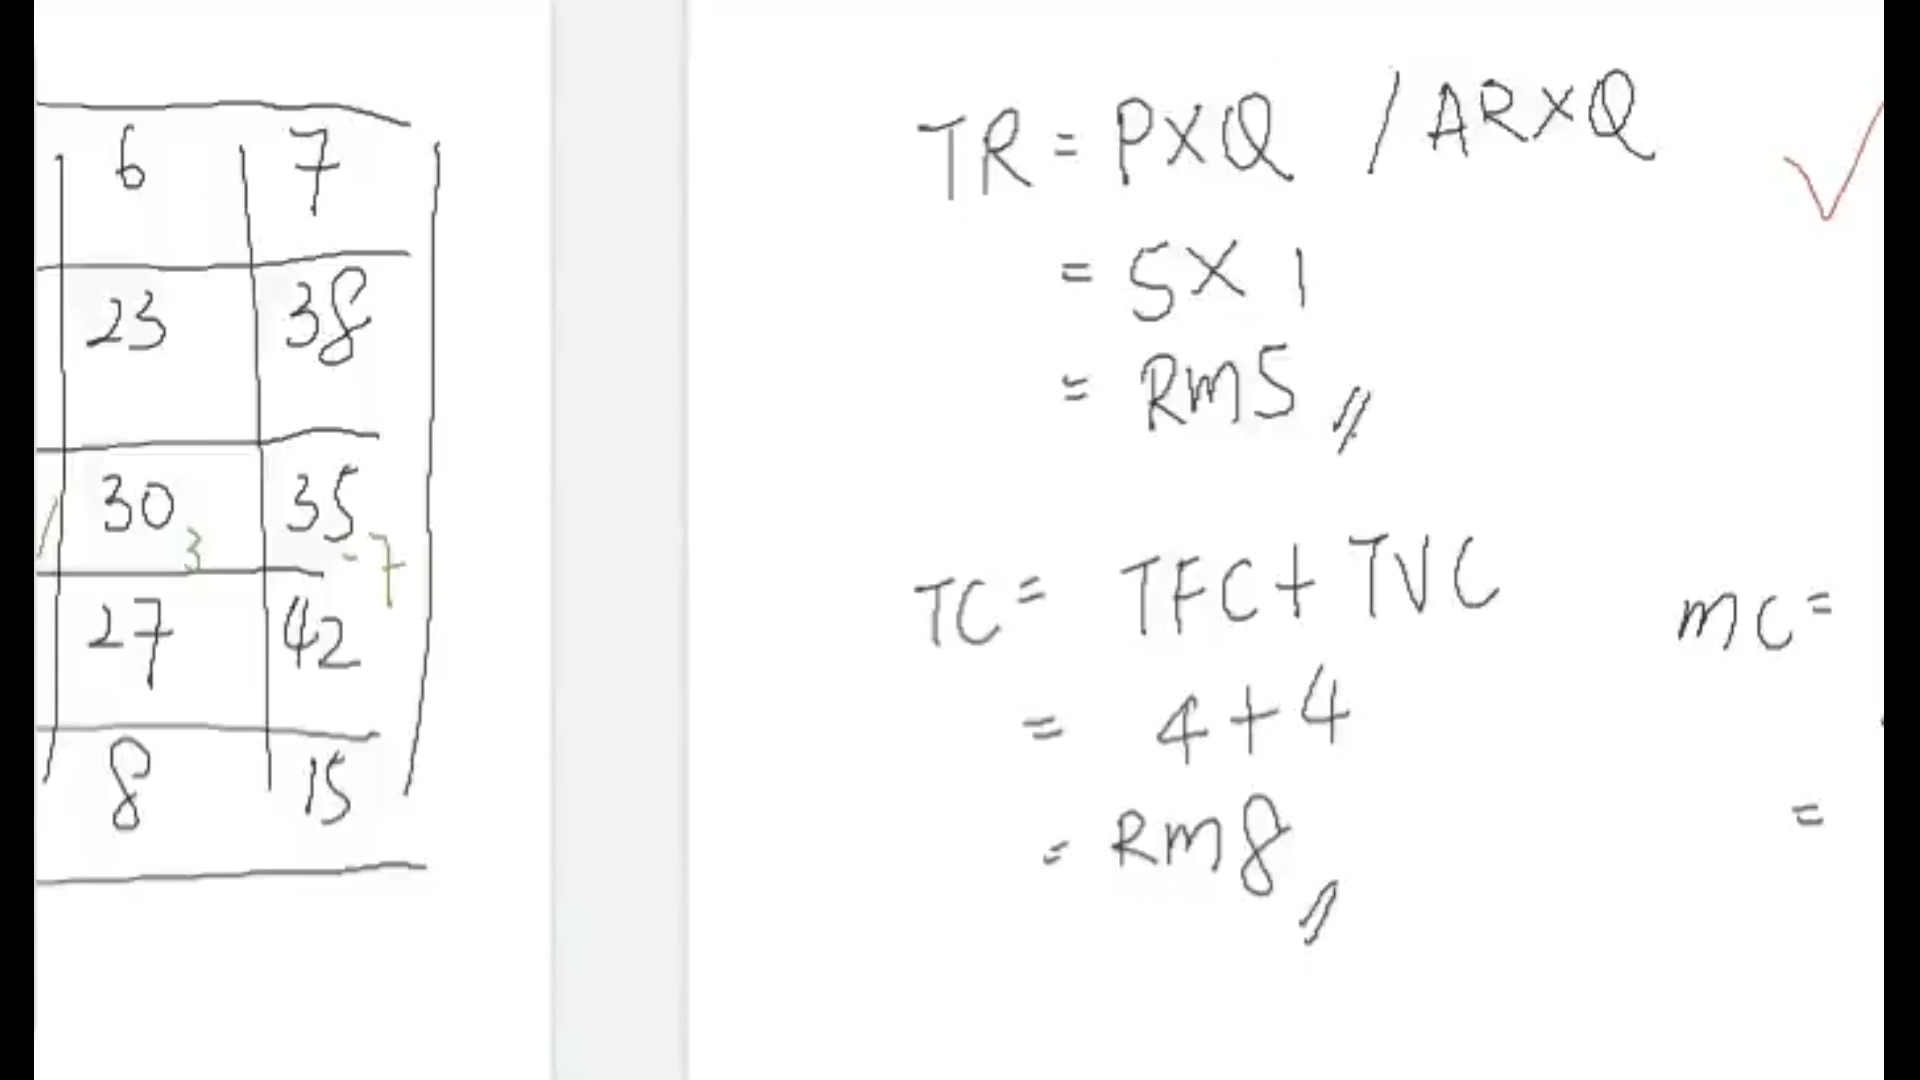 6 7
23 38
30 3 35 -7
27 42
8 15
TR = P×Q / AR×Q
= 5×1
= RM5
TC = TFC + TVC
= 4+4
= RM8
MC =
=